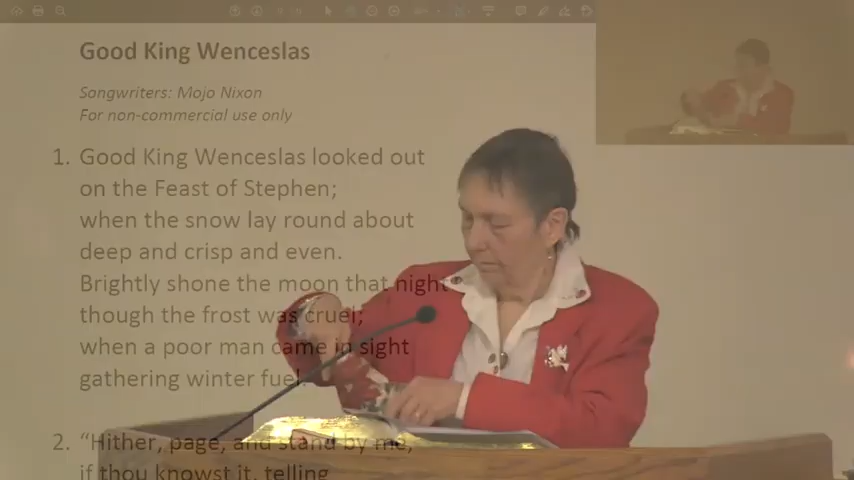 Good King Wenceslas
Songwriters: Mojo Nixon
For non-commercial use only
1. Good King Wenceslas looked out
on the Feast of Stephen;
when the snow lay round about
deep and crisp and even.
Brightly shone the moon that night
though the frost was cruel;
when a poor man came in sight
gathering winter fuel.
2. “Hither, page, and stand by me,
if thou knowst it, telling